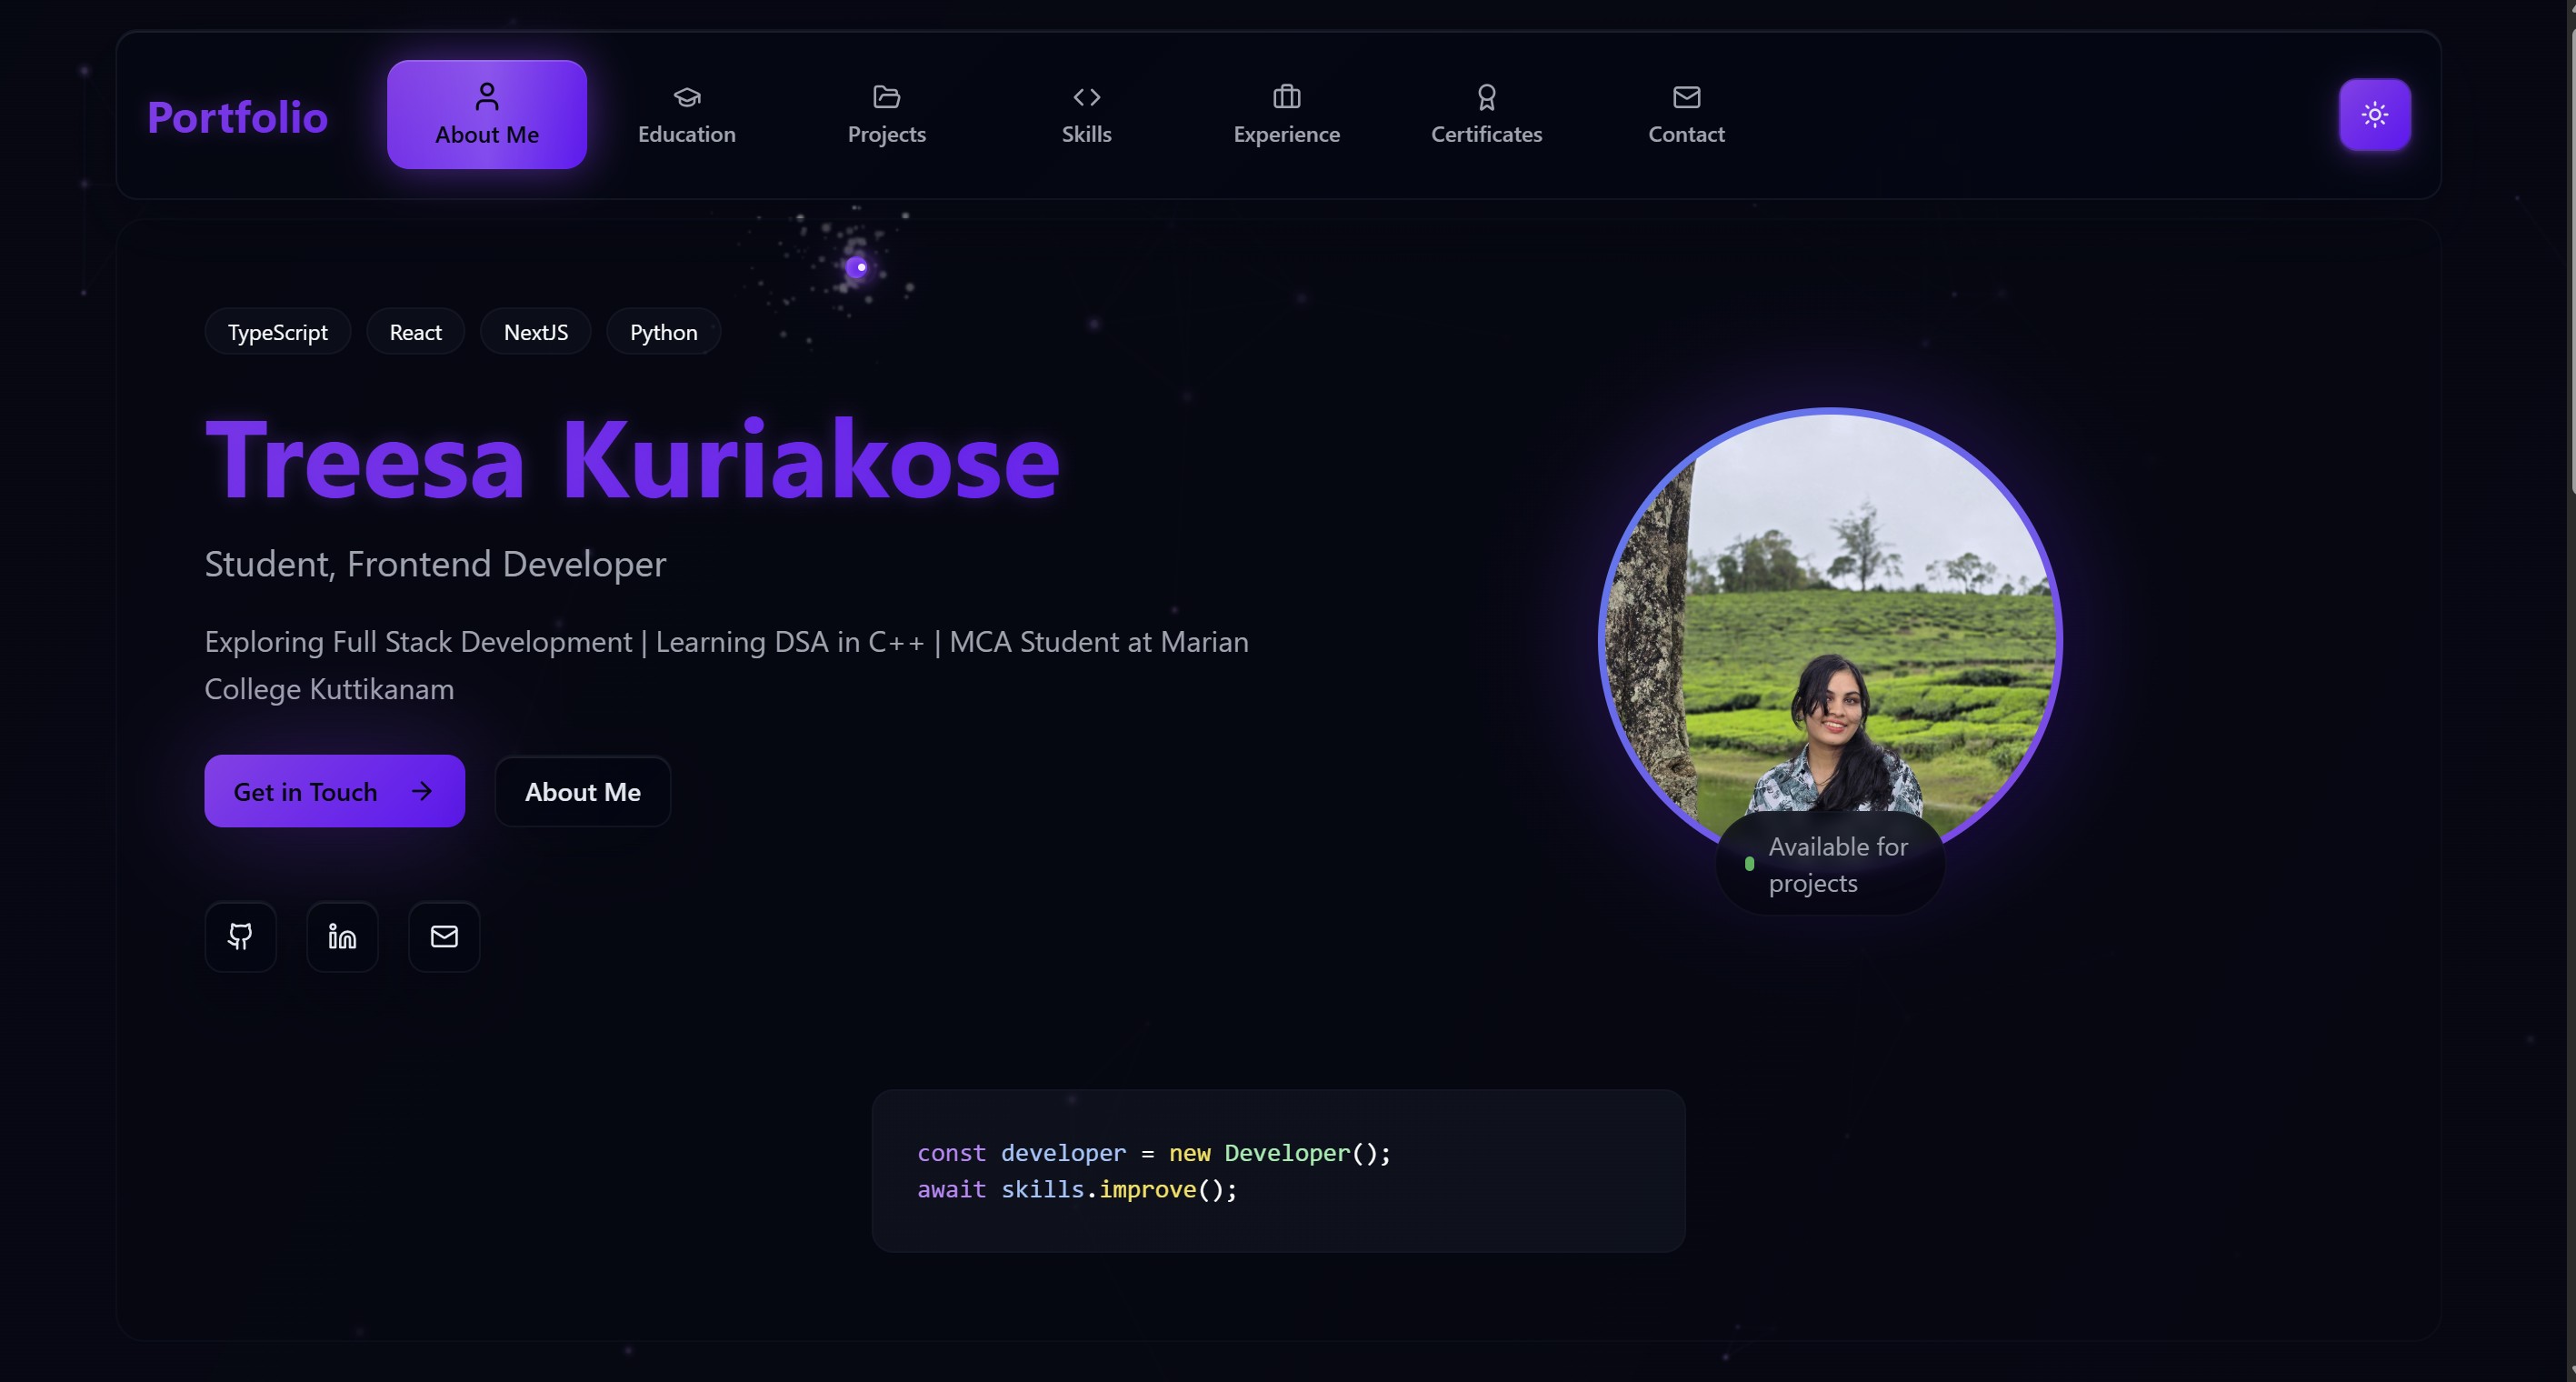 Portfolio
About Me
Education
Projects
Skills
Experience
Certificates
Contact
TypeScript
React
NextJS
Python
Treesa Kuriakose
Student, Frontend Developer
Exploring Full Stack Development | Learning DSA in C++ | MCA Student at Marian
College Kuttikanam
Get in Touch
About Me
Available for
projects
const developer = new Developer();
await skills.improve();